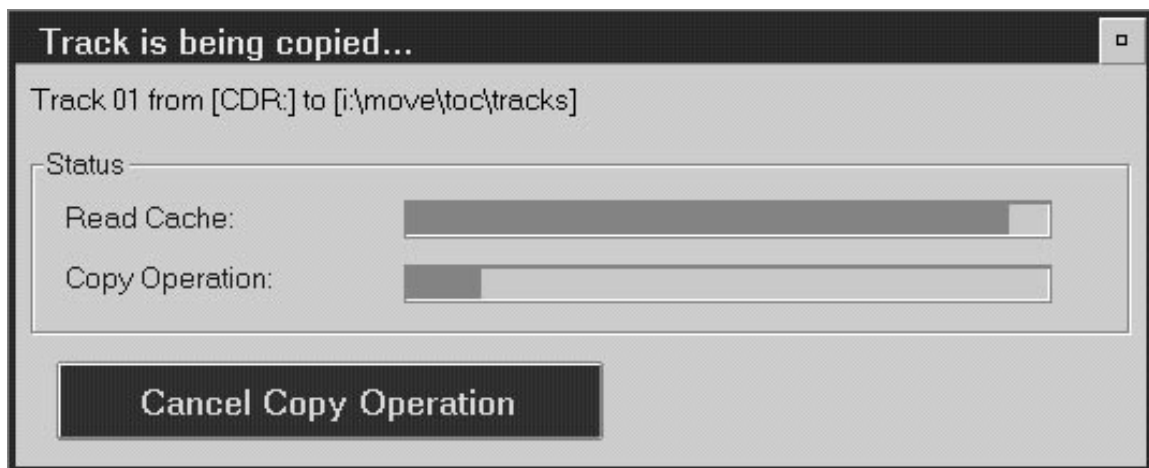 Track is being copied...
Track 01 from [CDR:] to [i:\move\toc\tracks]
Status
Read Cache:
Copy Operation:
Cancel Copy Operation